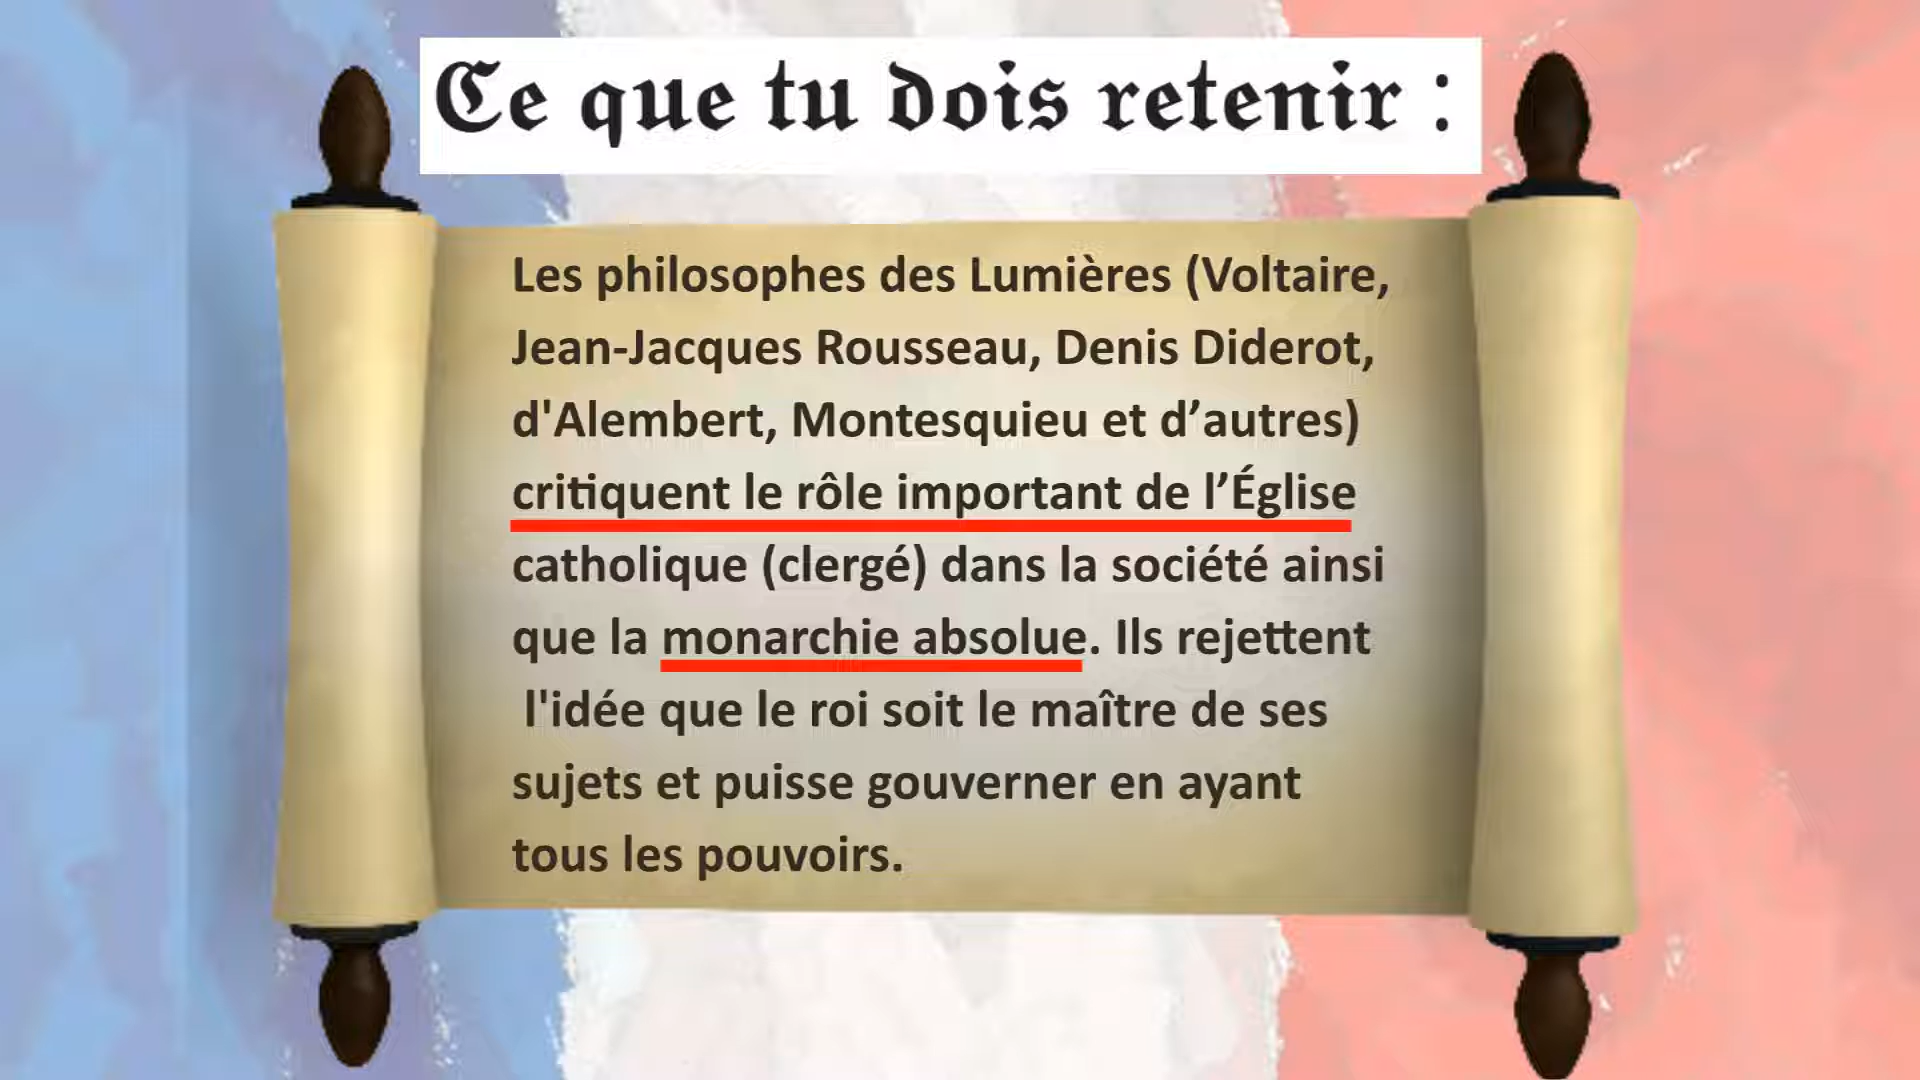 Ce que tu dois retenir :
Les philosophes des Lumières (Voltaire,
Jean-Jacques Rousseau, Denis Diderot,
d'Alembert, Montesquieu et d’autres)
critiquent le rôle important de l’Église
catholique (clergé) dans la société ainsi
que la monarchie absolue. Ils rejettent
l'idée que le roi soit le maître de ses
sujets et puisse gouverner en ayant
tous les pouvoirs.